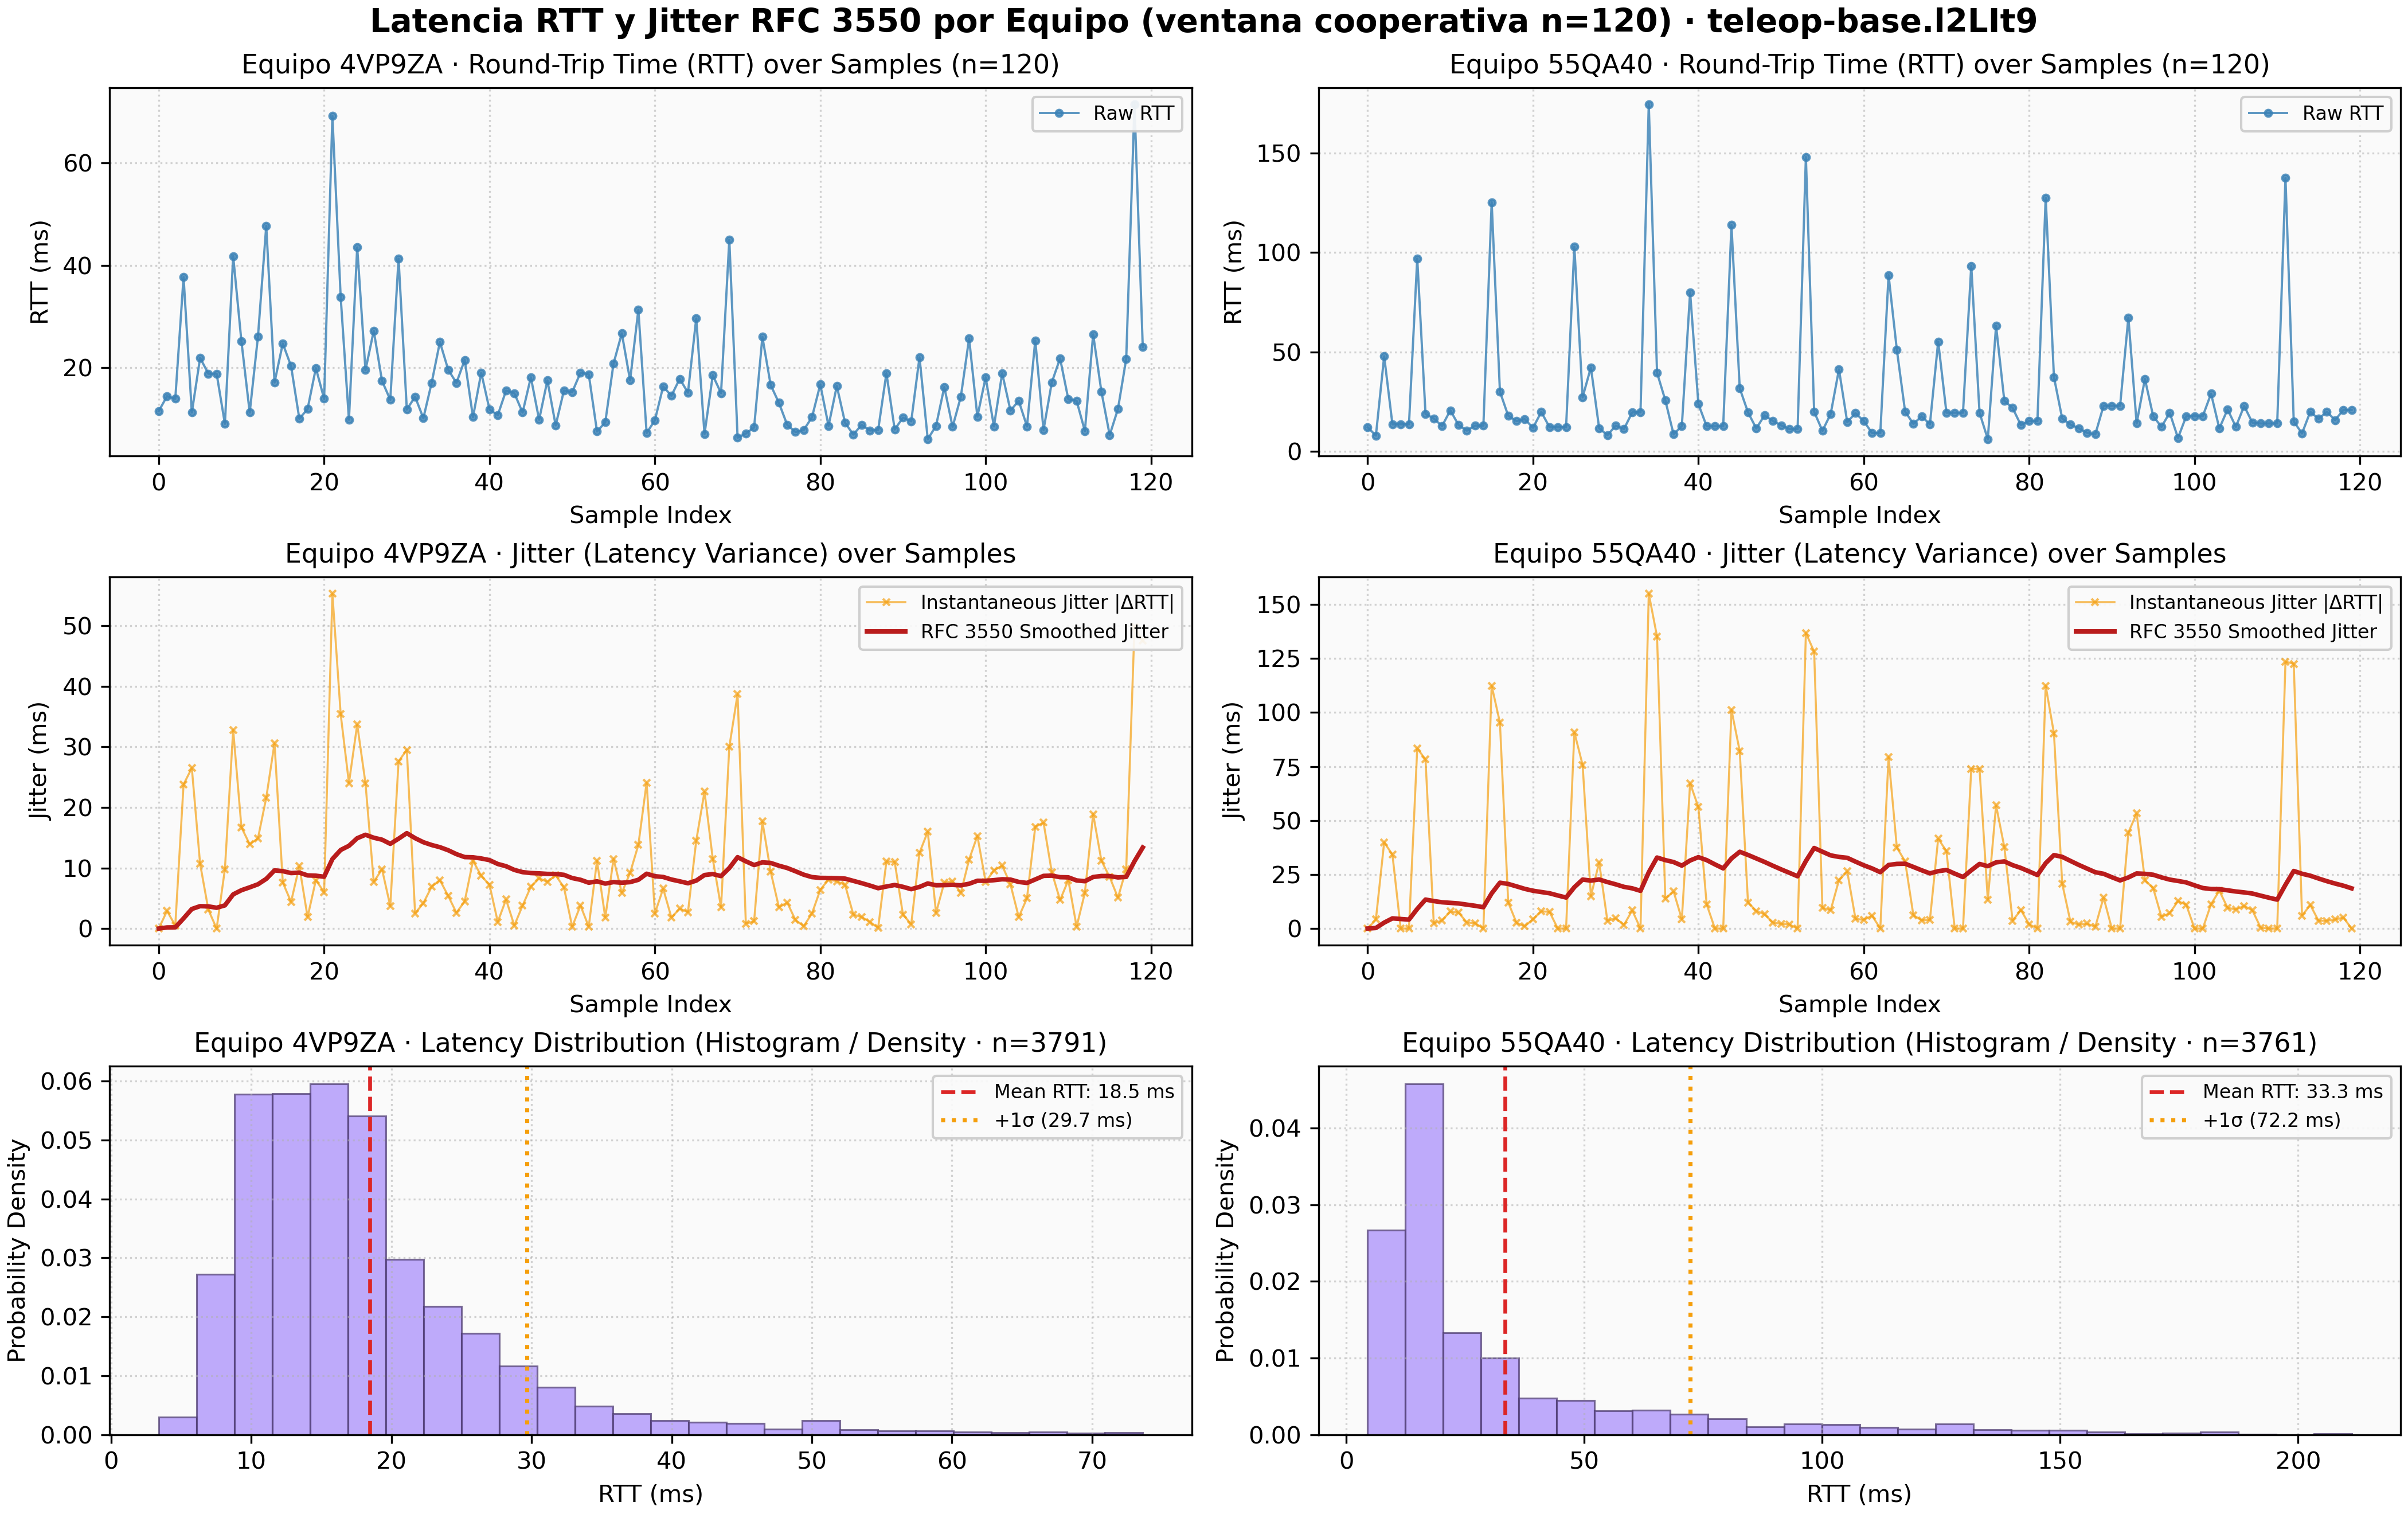 Latencia RTT y Jitter RFC 3550 por Equipo (ventana cooperativa n=120) · teleop-base.l2LIt9
Equipo 4VP9ZA · Round-Trip Time (RTT) over Samples (n=120)
RTT (ms)
60
40
20
Raw RTT
0 20 40 60 80 100 120
Sample Index
Equipo 55QA40 · Round-Trip Time (RTT) over Samples (n=120)
RTT (ms)
150
100
50
0
Raw RTT
0 20 40 60 80 100 120
Sample Index
Equipo 4VP9ZA · Jitter (Latency Variance) over Samples
Jitter (ms)
50
40
30
20
10
0
Instantaneous Jitter |ΔRTT|
RFC 3550 Smoothed Jitter
0 20 40 60 80 100 120
Sample Index
Equipo 55QA40 · Jitter (Latency Variance) over Samples
Jitter (ms)
150
125
100
75
50
25
0
Instantaneous Jitter |ΔRTT|
RFC 3550 Smoothed Jitter
0 20 40 60 80 100 120
Sample Index
Equipo 4VP9ZA · Latency Distribution (Histogram / Density · n=3791)
Probability Density
0.06
0.05
0.04
0.03
0.02
0.01
0.00
Mean RTT: 18.5 ms
+1σ (29.7 ms)
0 10 20 30 40 50 60 70
RTT (ms)
Equipo 55QA40 · Latency Distribution (Histogram / Density · n=3761)
Probability Density
0.04
0.03
0.02
0.01
0.00
Mean RTT: 33.3 ms
+1σ (72.2 ms)
0 50 100 150 200
RTT (ms)